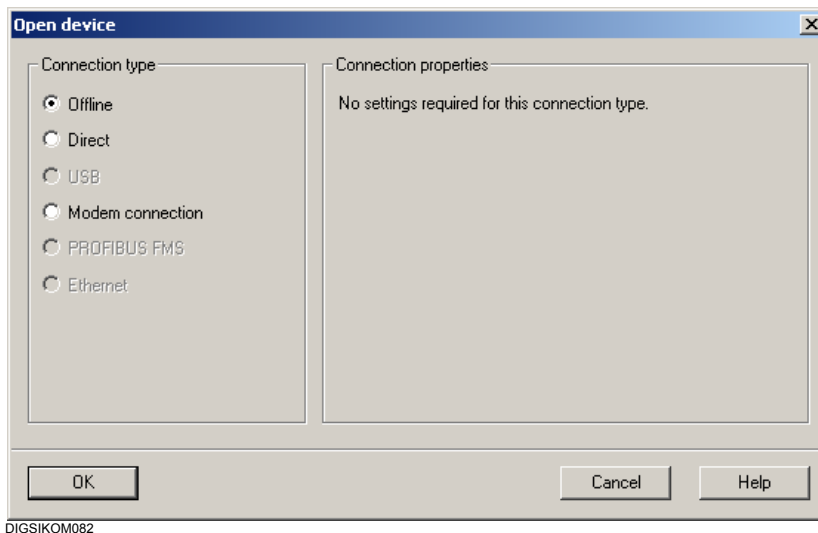 Open device
Connection type
Connection properties
Offline
No settings required for this connection type.
Direct
USB
Modem connection
PROFIBUS FMS
Ethernet
OK
Cancel
Help
DIGSIKOM082